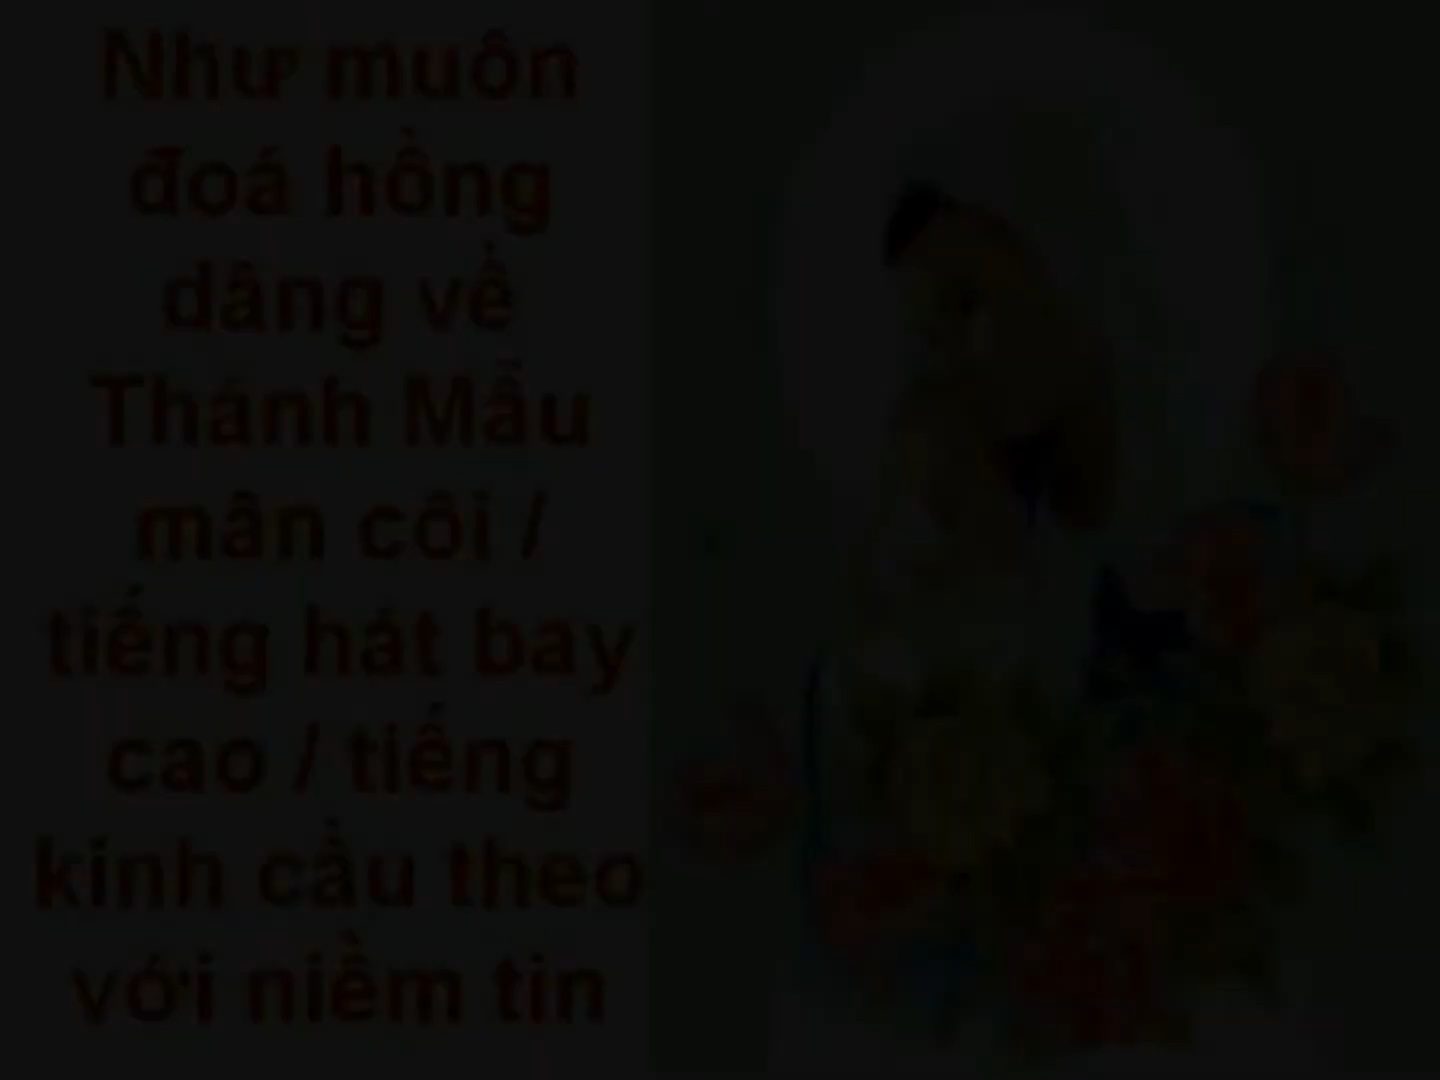 Như muôn
đoá hồng
dâng về
Thánh Mẫu
mân côi /
tiếng hát bay
cao / tiếng
kinh cầu theo
với niềm tin